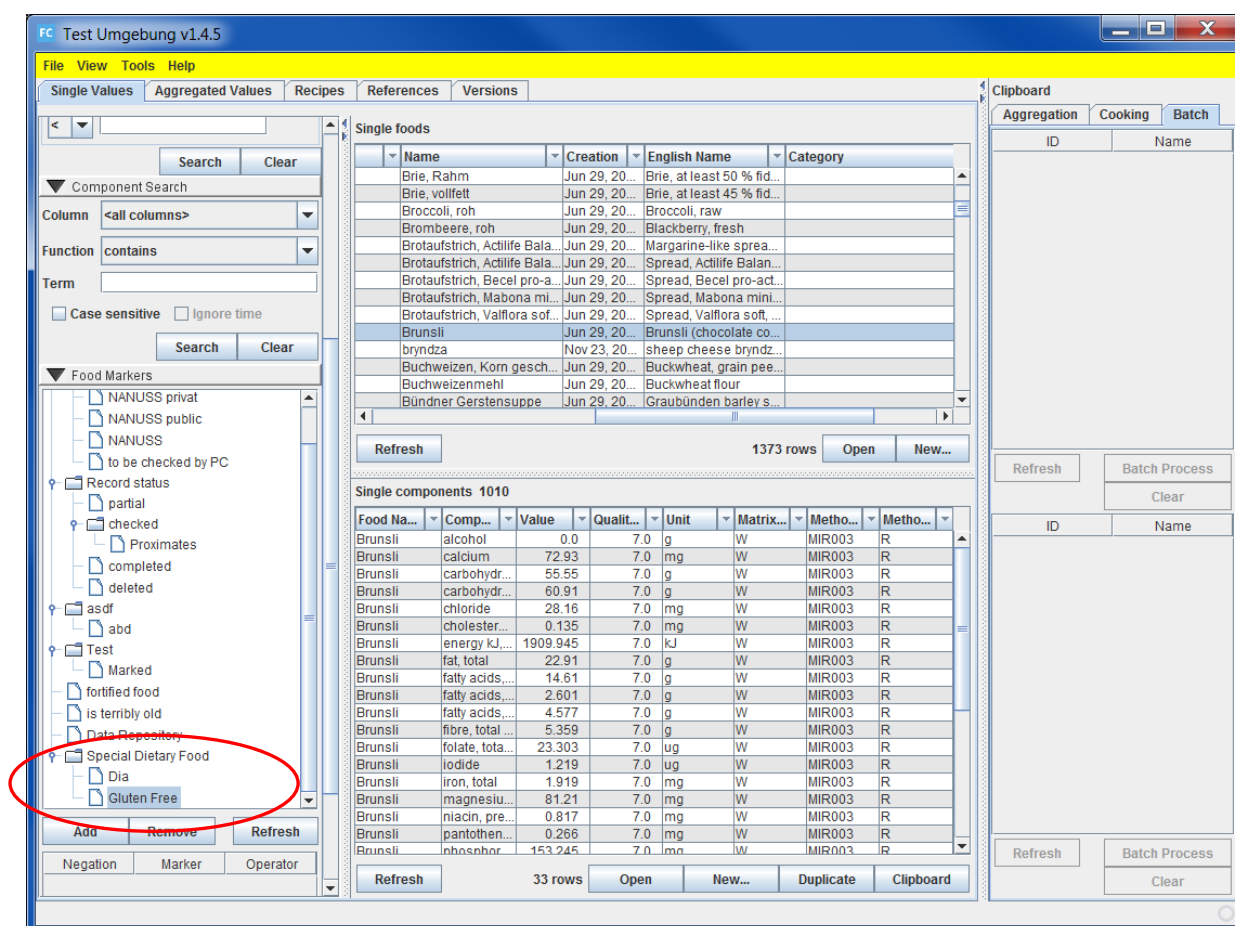 FC Test Umgebung v1.4.5
File View Tools Help
Single Values Aggregated Values Recipes References Versions
<
Search Clear
Component Search
Column <all columns>
Function contains
Term
Case sensitive Ignore time
Search Clear
Food Markers
NANUSS privat
NANUSS public
NANUSS
to be checked by PC
Record status
partial
checked
Proximates
completed
deleted
asdf
abd
Test
Marked
fortified food
is terribly old
Data Repository
Special Dietary Food
Dia
Gluten Free
Add Remove Refresh
Negation Marker Operator
Single foods
Name Creation English Name Category
Brie, Rahm Jun 29, 20... Brie, at least 50 % fid...
Brie, vollfett Jun 29, 20... Brie, at least 45 % fid...
Broccoli, roh Jun 29, 20... Broccoli, raw
Brombeere, roh Jun 29, 20... Blackberry, fresh
Brotaufstrich, Actilife Bala... Jun 29, 20... Margarine-like sprea...
Brotaufstrich, Actilife Bala... Jun 29, 20... Spread, Actilife Balan...
Brotaufstrich, Becel pro-a... Jun 29, 20... Spread, Becel pro-act...
Brotaufstrich, Mabona mi... Jun 29, 20... Spread, Mabona mini...
Brotaufstrich, Valflora sof... Jun 29, 20... Spread, Valflora soft, ...
Brunsli Jun 29, 20... Brunsli (chocolate co...
bryndza Nov 23, 20... sheep cheese bryndz...
Buchweizen, Korn gesch... Jun 29, 20... Buckwheat, grain pee...
Buchweizenmehl Jun 29, 20... Buckwheat flour
Bündner Gerstensuppe Jun 29, 20... Graubünden barley s...
Refresh 1373 rows Open New...
Single components 1010
Food Na... Comp... Value Qualit... Unit Matrix... Metho... Metho...
Brunsli alcohol 0.0 7.0 g W MIR003 R
Brunsli calcium 72.93 7.0 mg W MIR003 R
Brunsli carbohydr... 55.55 7.0 g W MIR003 R
Brunsli carbohydr... 60.91 7.0 g W MIR003 R
Brunsli chloride 28.16 7.0 mg W MIR003 R
Brunsli cholester... 0.135 7.0 mg W MIR003 R
Brunsli energy kJ,... 1909.945 7.0 kJ W MIR003 R
Brunsli fat, total 22.91 7.0 g W MIR003 R
Brunsli fatty acids,... 14.61 7.0 g W MIR003 R
Brunsli fatty acids,... 2.601 7.0 g W MIR003 R
Brunsli fatty acids,... 4.577 7.0 g W MIR003 R
Brunsli fibre, total ... 5.359 7.0 g W MIR003 R
Brunsli folate, tota... 23.303 7.0 ug W MIR003 R
Brunsli iodide 1.219 7.0 ug W MIR003 R
Brunsli iron, total 1.919 7.0 mg W MIR003 R
Brunsli magnesiu... 81.21 7.0 mg W MIR003 R
Brunsli niacin, pre... 0.817 7.0 mg W MIR003 R
Brunsli pantothen... 0.266 7.0 mg W MIR003 R
Brunsli phosphor... 153.245 7.0 mg W MIR003 R
Refresh 33 rows Open New... Duplicate Clipboard
Clipboard
Aggregation Cooking Batch
ID Name
Refresh Batch Process
Clear
ID Name
Refresh Batch Process
Clear